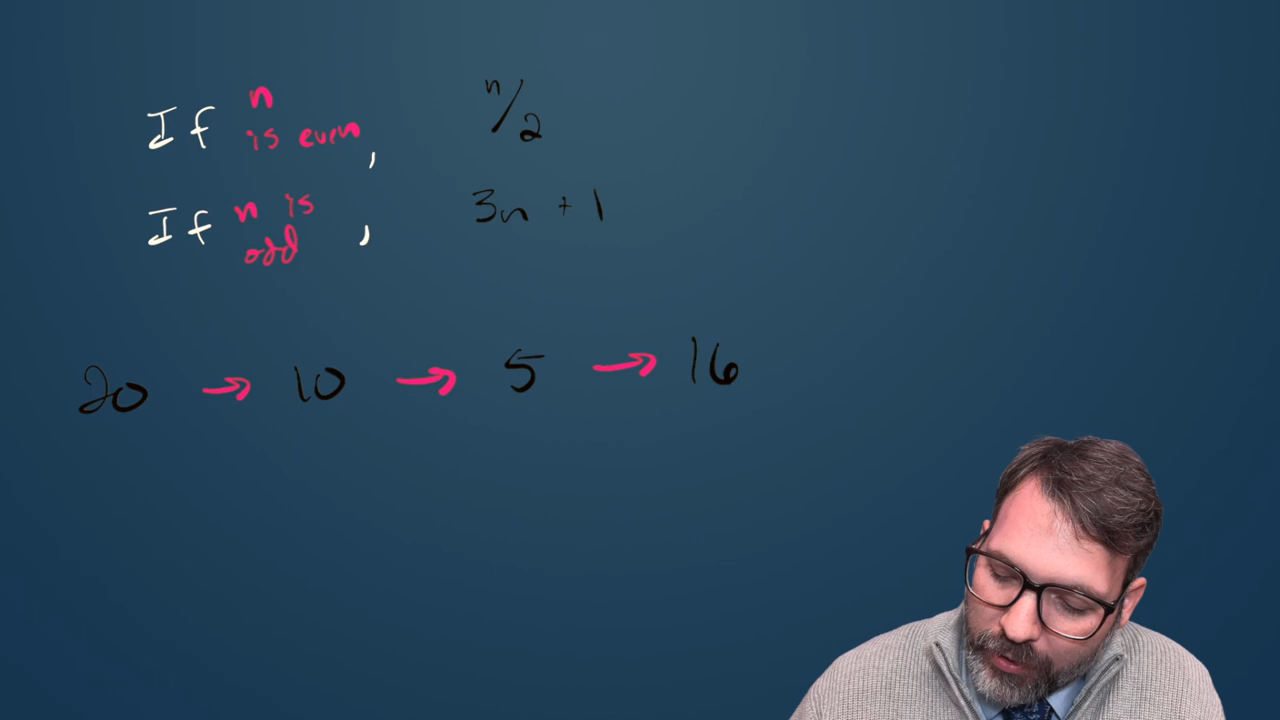 If n is even, n/2
If n is odd, 3n + 1
20 → 10 → 5 → 16